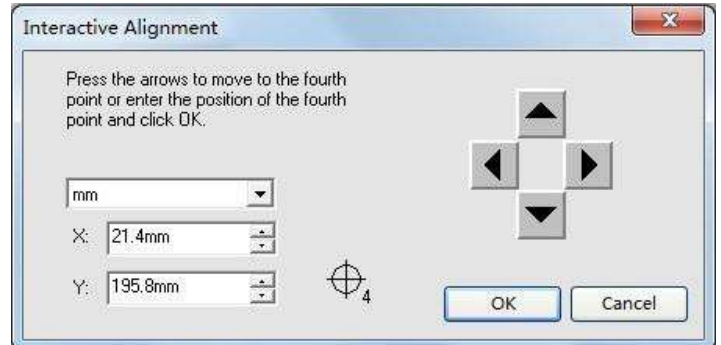 Interactive Alignment
Press the arrows to move to the fourth
point or enter the position of the fourth
point and click OK.
mm
X: 21.4mm
Y: 195.8mm
4
OK
Cancel